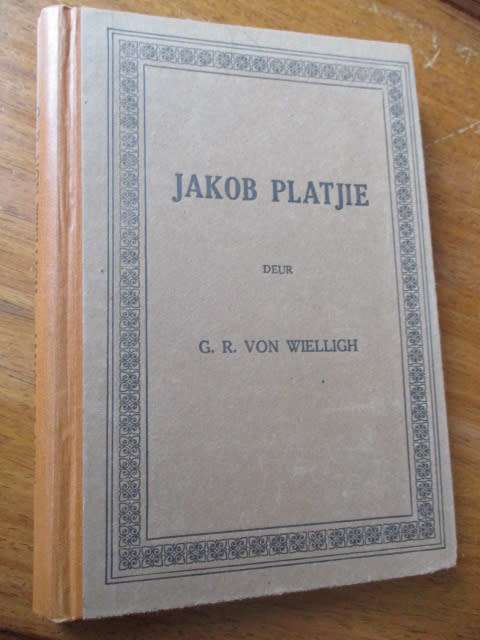 JAKOB PLATJIE
DEUR
G. R. VON WIELLIGH